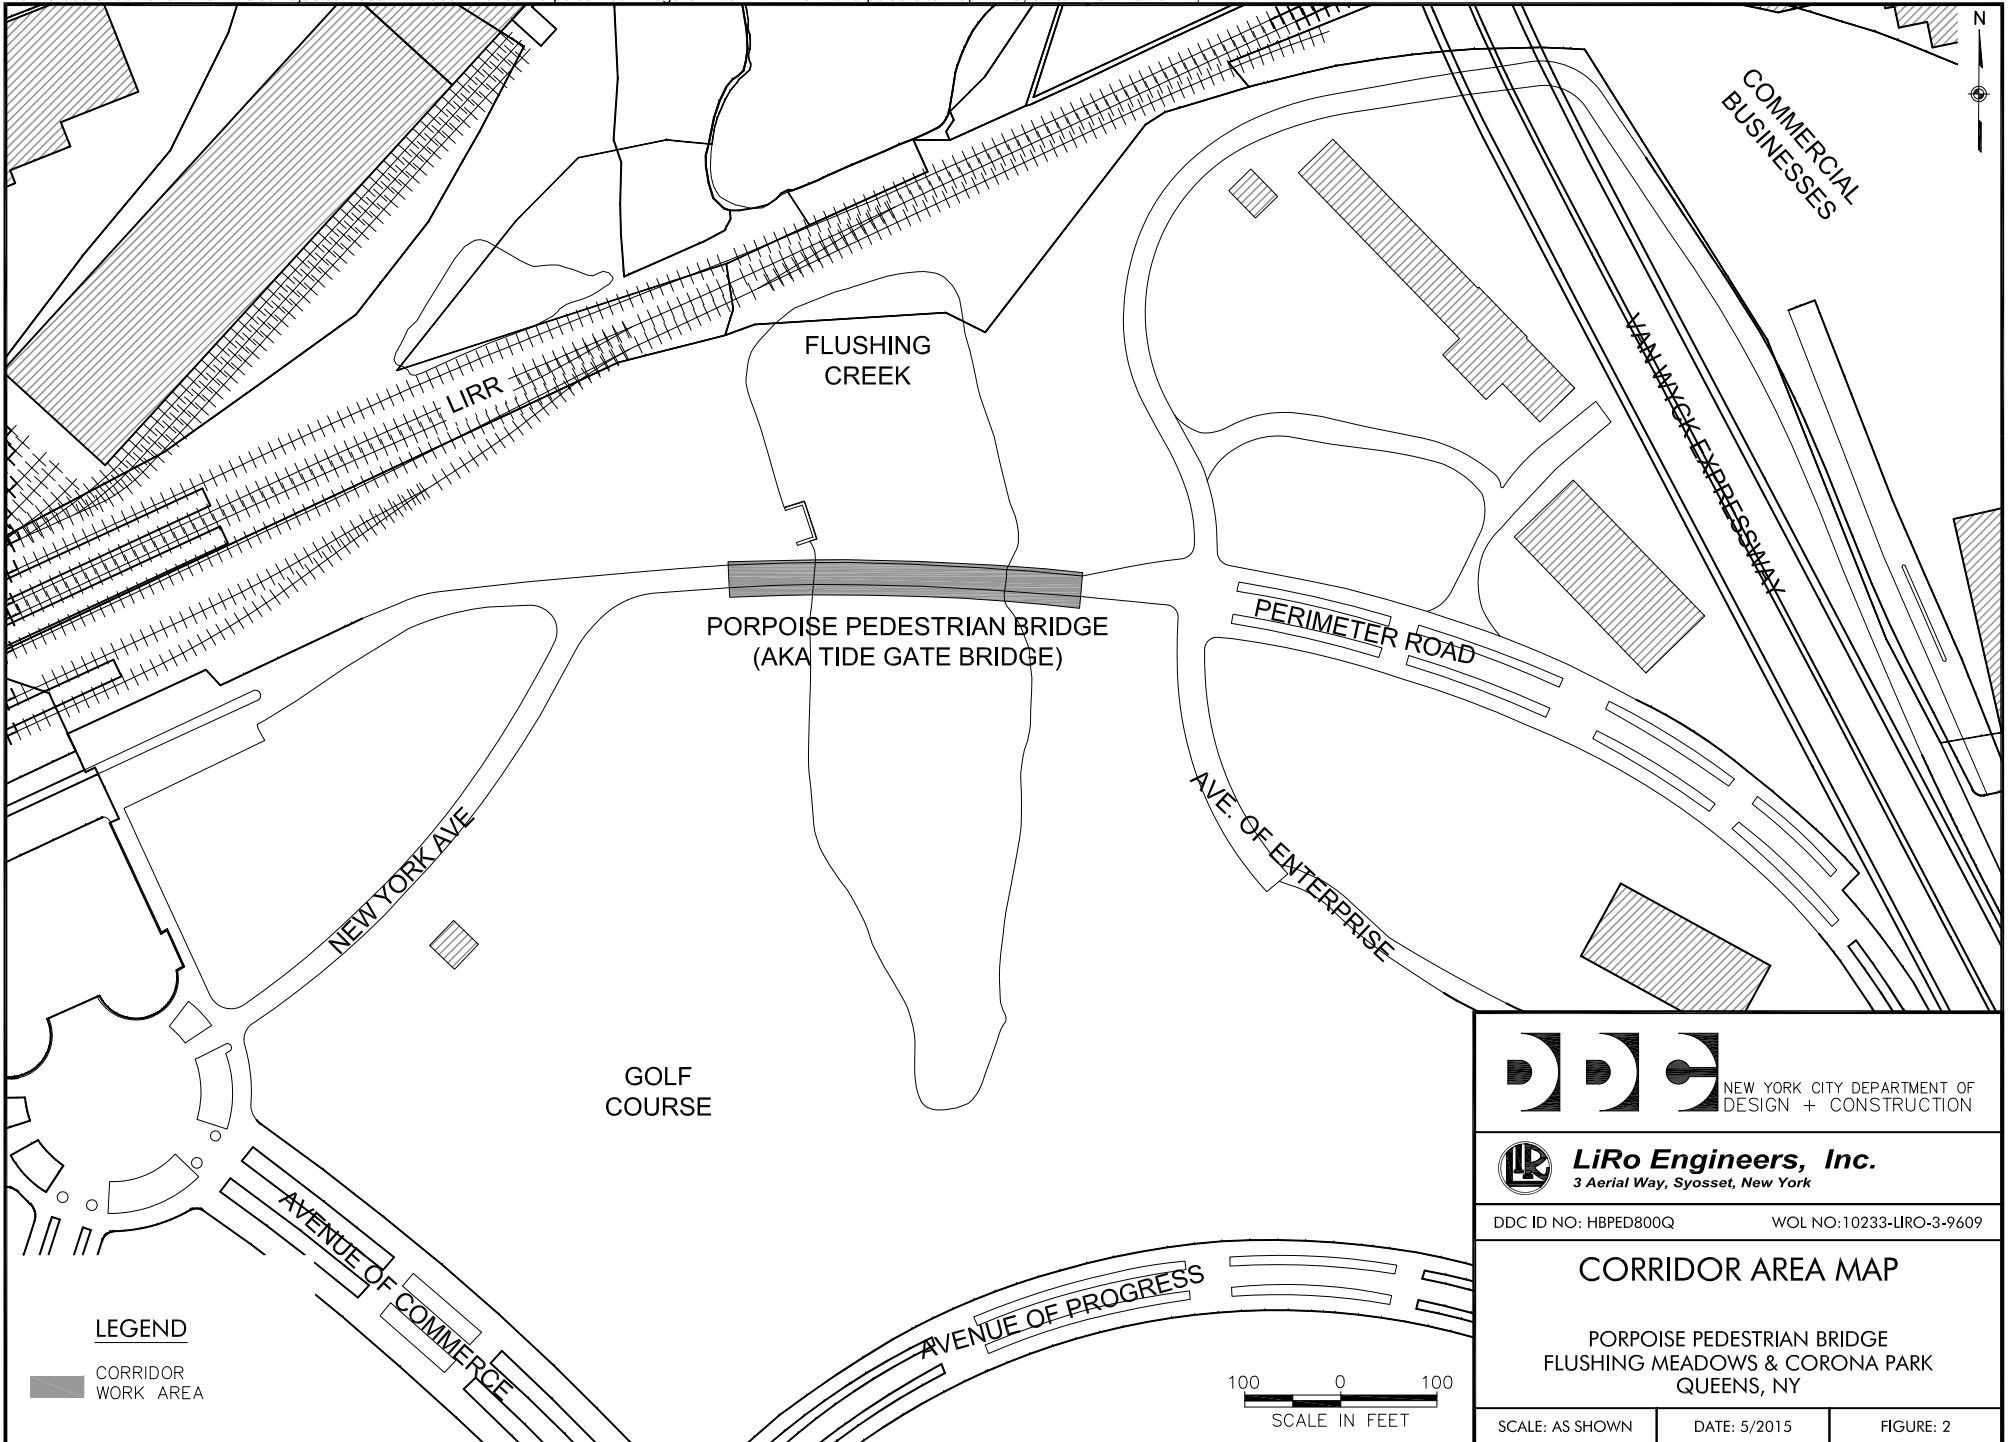 N
COMMERCIAL
BUSINESSES
FLUSHING
CREEK
LIRR
VAN WYCK EXPRESSWAY
PORPOISE PEDESTRIAN BRIDGE
(AKA TIDE GATE BRIDGE)
PERIMETER ROAD
NEW YORK AVE
AVE. OF ENTERPRISE
GOLF
COURSE
AVENUE OF COMMERCE
AVENUE OF PROGRESS
LEGEND
CORRIDOR
WORK AREA
100 0 100
SCALE IN FEET
DDC
NEW YORK CITY DEPARTMENT OF
DESIGN + CONSTRUCTION
LiRo Engineers, Inc.
3 Aerial Way, Syosset, New York
DDC ID NO: HBPED800Q WOL NO:10233-LIRO-3-9609
CORRIDOR AREA MAP
PORPOISE PEDESTRIAN BRIDGE
FLUSHING MEADOWS & CORONA PARK
QUEENS, NY
SCALE: AS SHOWN DATE: 5/2015 FIGURE: 2